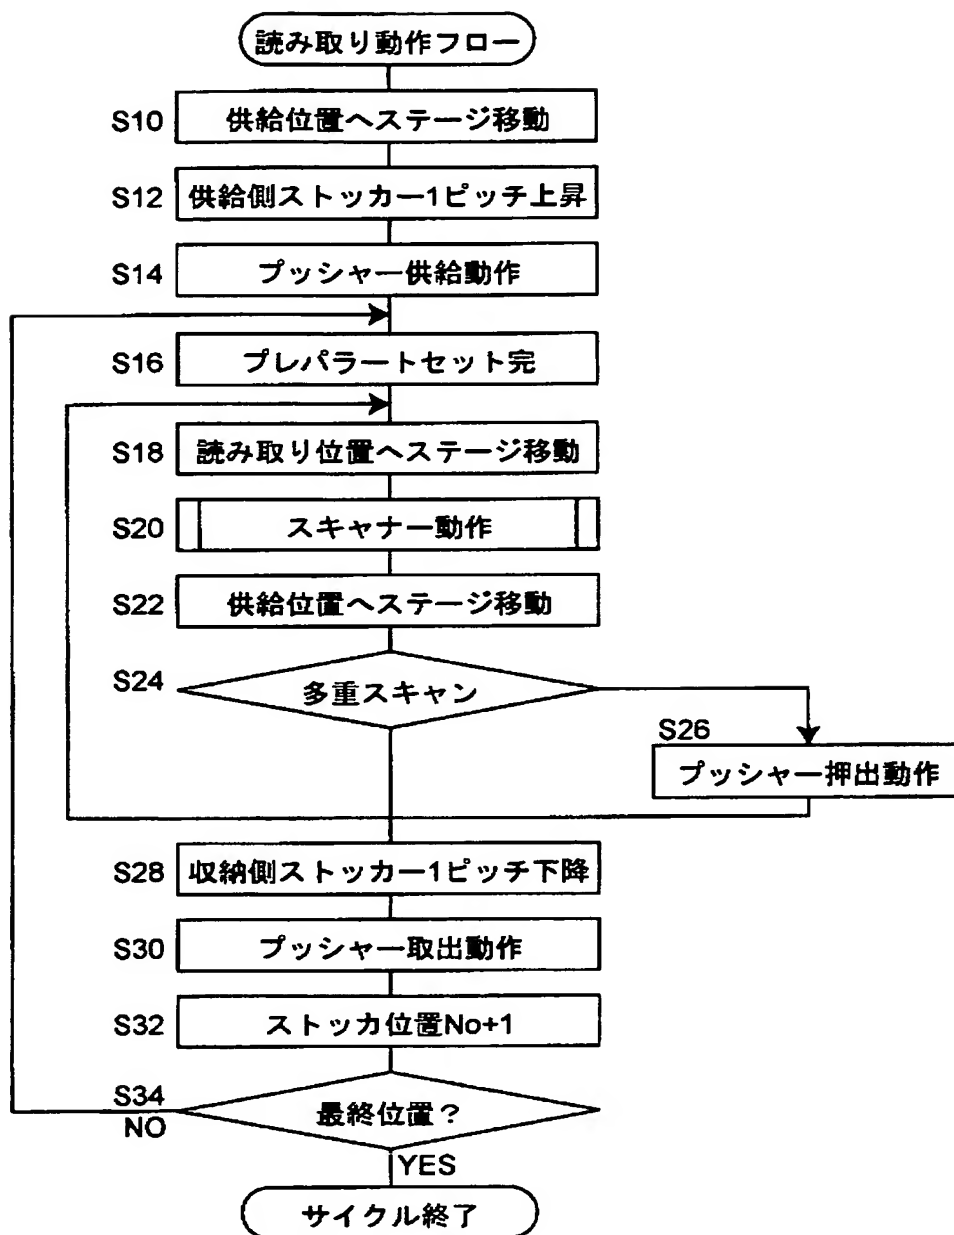 読み取り動作フロー
S10 供給位置へステージ移動
S12 供給側ストッカー1ピッチ上昇
S14 プッシャー供給動作
S16 プレパラートセット完
S18 読み取り位置へステージ移動
S20 スキャナー動作
S22 供給位置へステージ移動
S24 多重スキャン
S26
プッシャー押出動作
S28 収納側ストッカー1ピッチ下降
S30 プッシャー取出動作
S32 ストッカ位置No+1
S34 最終位置？
NO
YES
サイクル終了